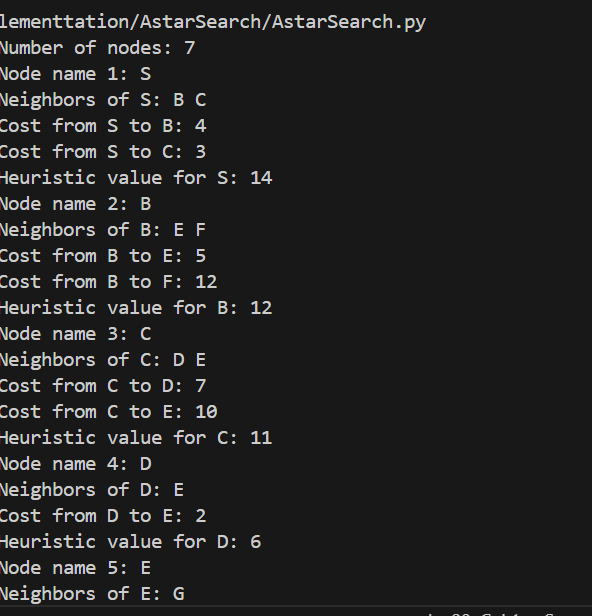 lementtation/AstarSearch/AstarSearch.py
Number of nodes: 7
Node name 1: S
Neighbors of S: B C
Cost from S to B: 4
Cost from S to C: 3
Heuristic value for S: 14
Node name 2: B
Neighbors of B: E F
Cost from B to E: 5
Cost from B to F: 12
Heuristic value for B: 12
Node name 3: C
Neighbors of C: D E
Cost from C to D: 7
Cost from C to E: 10
Heuristic value for C: 11
Node name 4: D
Neighbors of D: E
Cost from D to E: 2
Heuristic value for D: 6
Node name 5: E
Neighbors of E: G